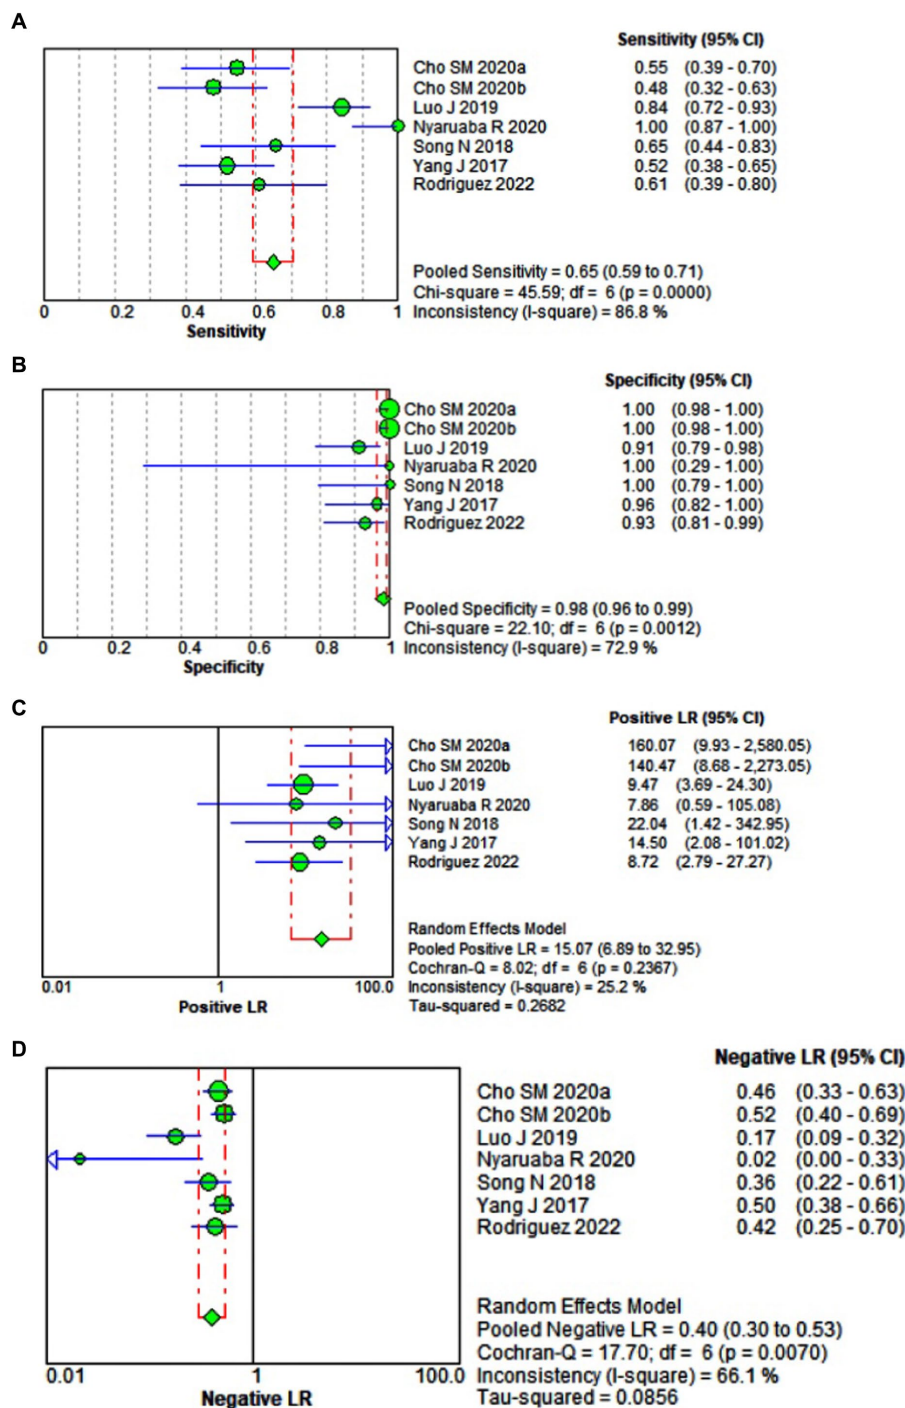 A
Sensitivity (95% CI)
Cho SM 2020a 0.55 (0.39 - 0.70)
Cho SM 2020b 0.48 (0.32 - 0.63)
Luo J 2019 0.84 (0.72 - 0.93)
Nyaruaba R 2020 1.00 (0.87 - 1.00)
Song N 2018 0.65 (0.44 - 0.83)
Yang J 2017 0.52 (0.38 - 0.65)
Rodriguez 2022 0.61 (0.39 - 0.80)
Pooled Sensitivity = 0.65 (0.59 to 0.71)
Chi-square = 45.59; df = 6 (p = 0.0000)
Inconsistency (I-square) = 86.8 %
0 0.2 0.4 0.6 0.8 1
Sensitivity
B
Specificity (95% CI)
Cho SM 2020a 1.00 (0.98 - 1.00)
Cho SM 2020b 1.00 (0.98 - 1.00)
Luo J 2019 0.91 (0.79 - 0.98)
Nyaruaba R 2020 1.00 (0.29 - 1.00)
Song N 2018 1.00 (0.79 - 1.00)
Yang J 2017 0.96 (0.82 - 1.00)
Rodriguez 2022 0.93 (0.81 - 0.99)
Pooled Specificity = 0.98 (0.96 to 0.99)
Chi-square = 22.10; df = 6 (p = 0.0012)
Inconsistency (I-square) = 72.9 %
0 0.2 0.4 0.6 0.8 1
Specificity
C
Positive LR (95% CI)
Cho SM 2020a 160.07 (9.93 - 2,580.05)
Cho SM 2020b 140.47 (8.68 - 2,273.05)
Luo J 2019 9.47 (3.69 - 24.30)
Nyaruaba R 2020 7.86 (0.59 - 105.08)
Song N 2018 22.04 (1.42 - 342.95)
Yang J 2017 14.50 (2.08 - 101.02)
Rodriguez 2022 8.72 (2.79 - 27.27)
Random Effects Model
Pooled Positive LR = 15.07 (6.89 to 32.95)
Cochran-Q = 8.02; df = 6 (p = 0.2367)
Inconsistency (I-square) = 25.2 %
Tau-squared = 0.2682
0.01 1 100.0
Positive LR
D
Negative LR (95% CI)
Cho SM 2020a 0.46 (0.33 - 0.63)
Cho SM 2020b 0.52 (0.40 - 0.69)
Luo J 2019 0.17 (0.09 - 0.32)
Nyaruaba R 2020 0.02 (0.00 - 0.33)
Song N 2018 0.36 (0.22 - 0.61)
Yang J 2017 0.50 (0.38 - 0.66)
Rodriguez 2022 0.42 (0.25 - 0.70)
Random Effects Model
Pooled Negative LR = 0.40 (0.30 to 0.53)
Cochran-Q = 17.70; df = 6 (p = 0.0070)
Inconsistency (I-square) = 66.1 %
Tau-squared = 0.0856
0.01 1 100.0
Negative LR